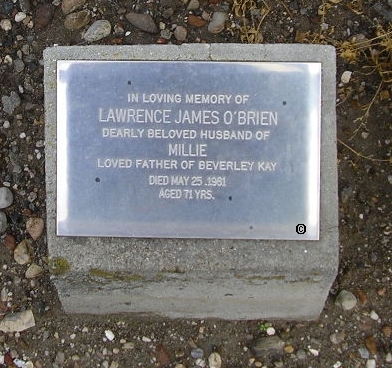 IN LOVING MEMORY OF
LAWRENCE JAMES O'BRIEN
DEARLY BELOVED HUSBAND OF
MILLIE
LOVED FATHER OF BEVERLEY KAY
DIED MAY 25 .1981
AGED 71 YRS.
©